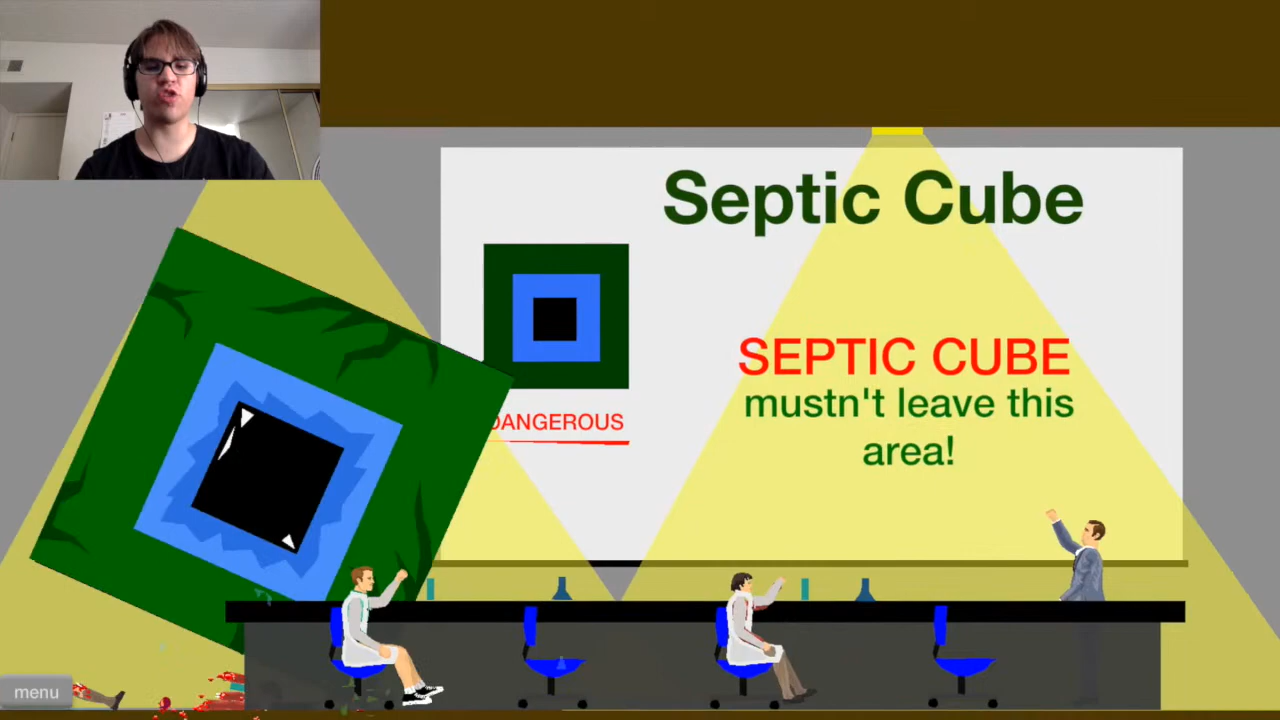 Septic Cube
DANGEROUS
SEPTIC CUBE
mustn't leave this
area!
menu